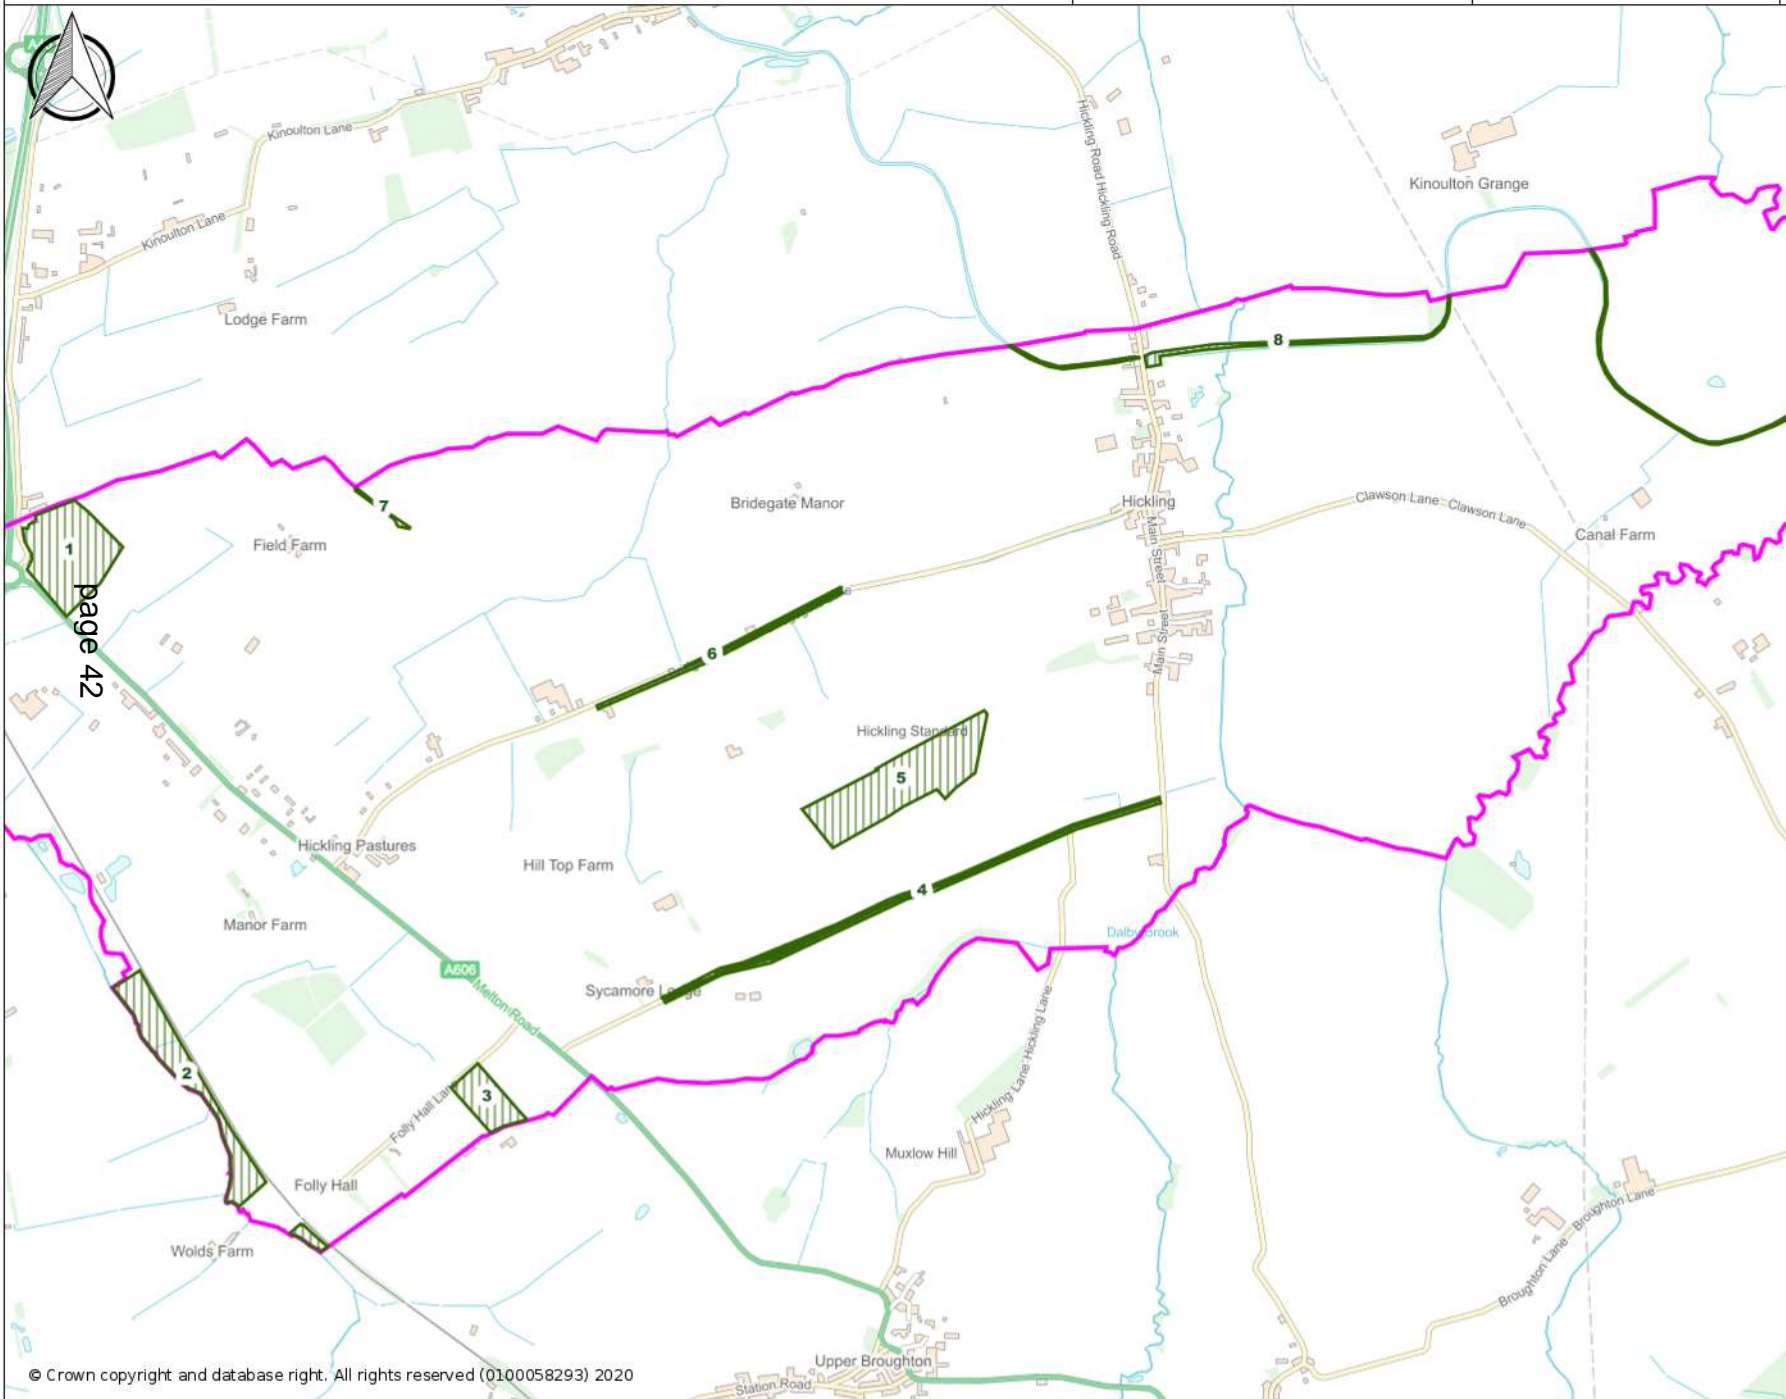 Kinoulton Lane
Hickling Road
Hickling Road
Kinoulton Grange
Kinoulton Lane
Lodge Farm
8
7
Bridegate Manor
Hickling
Clawson Lane
Clawson Lane
Canal Farm
1
Field Farm
Main Street
page 42
6
Main Street
Hickling Standard
5
Hickling Pastures
Hill Top Farm
4
Manor Farm
Dalby Brook
A606
Sycamore Lodge
Melton Road
2
3
Folly Hall Lane
Hickling Lane
Hickling Lane
Muxlow Hill
Folly Hall
Broughton Lane
Wolds Farm
Broughton Lane
Upper Broughton
Station Road
© Crown copyright and database right. All rights reserved (0100058293) 2020